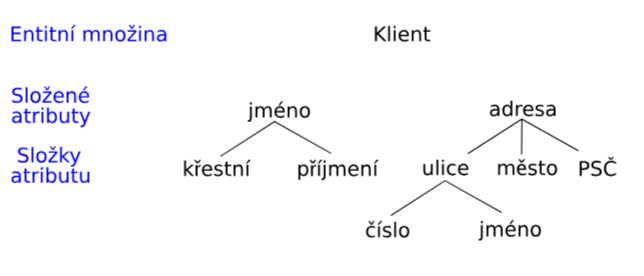 Entitní množina Klient
Složené
atributy
jméno adresa
Složky
atributu
křestní příjmení ulice město PSČ
číslo jméno